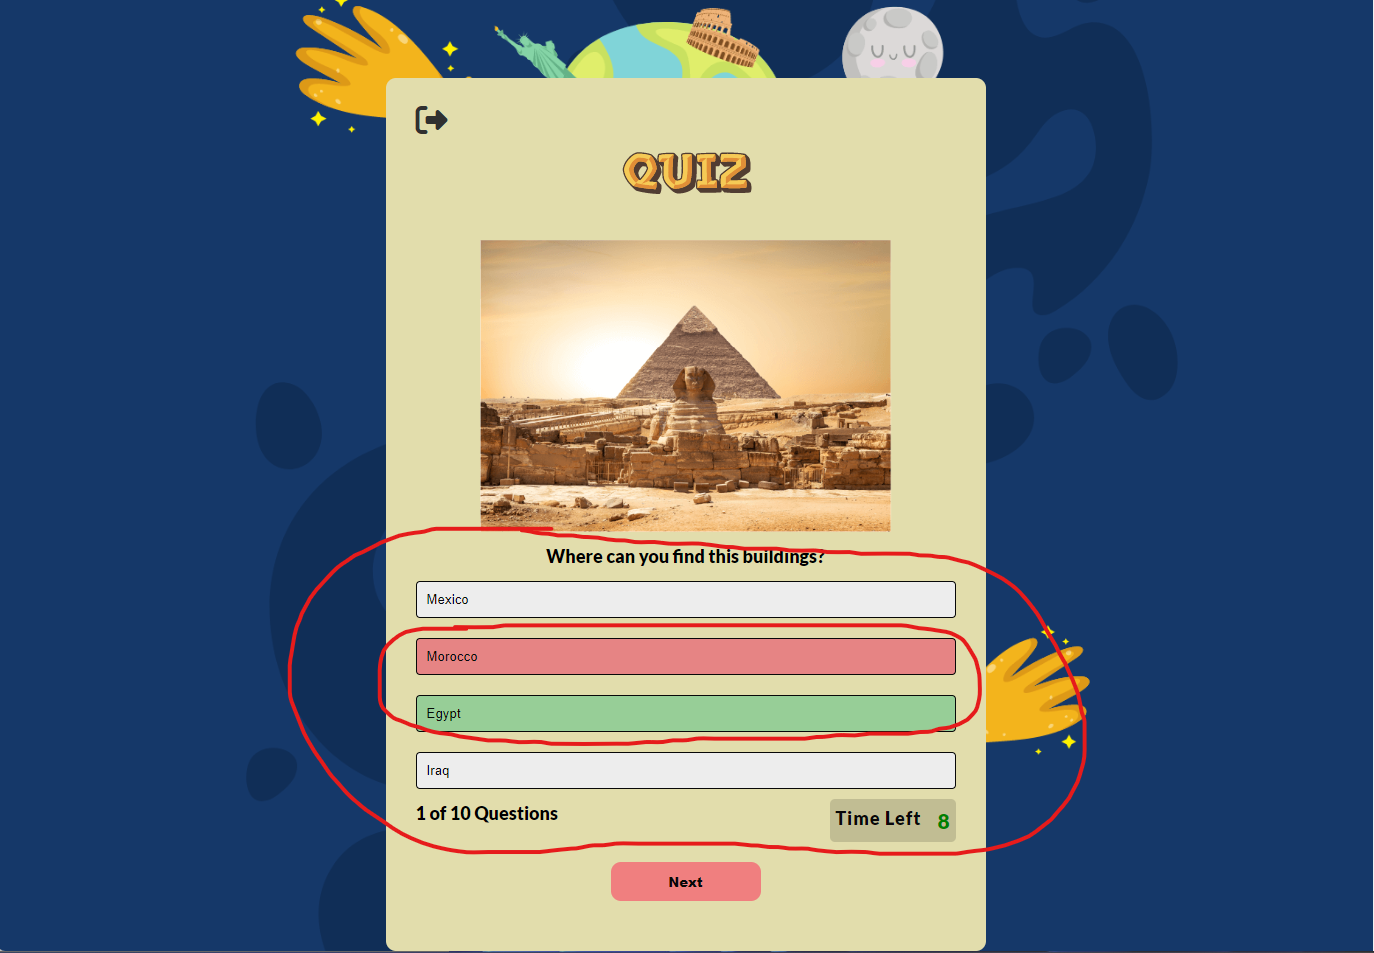 QUIZ
Where can you find this buildings?
Mexico
Morocco
Egypt
Iraq
1 of 10 Questions
Time Left 8
Next